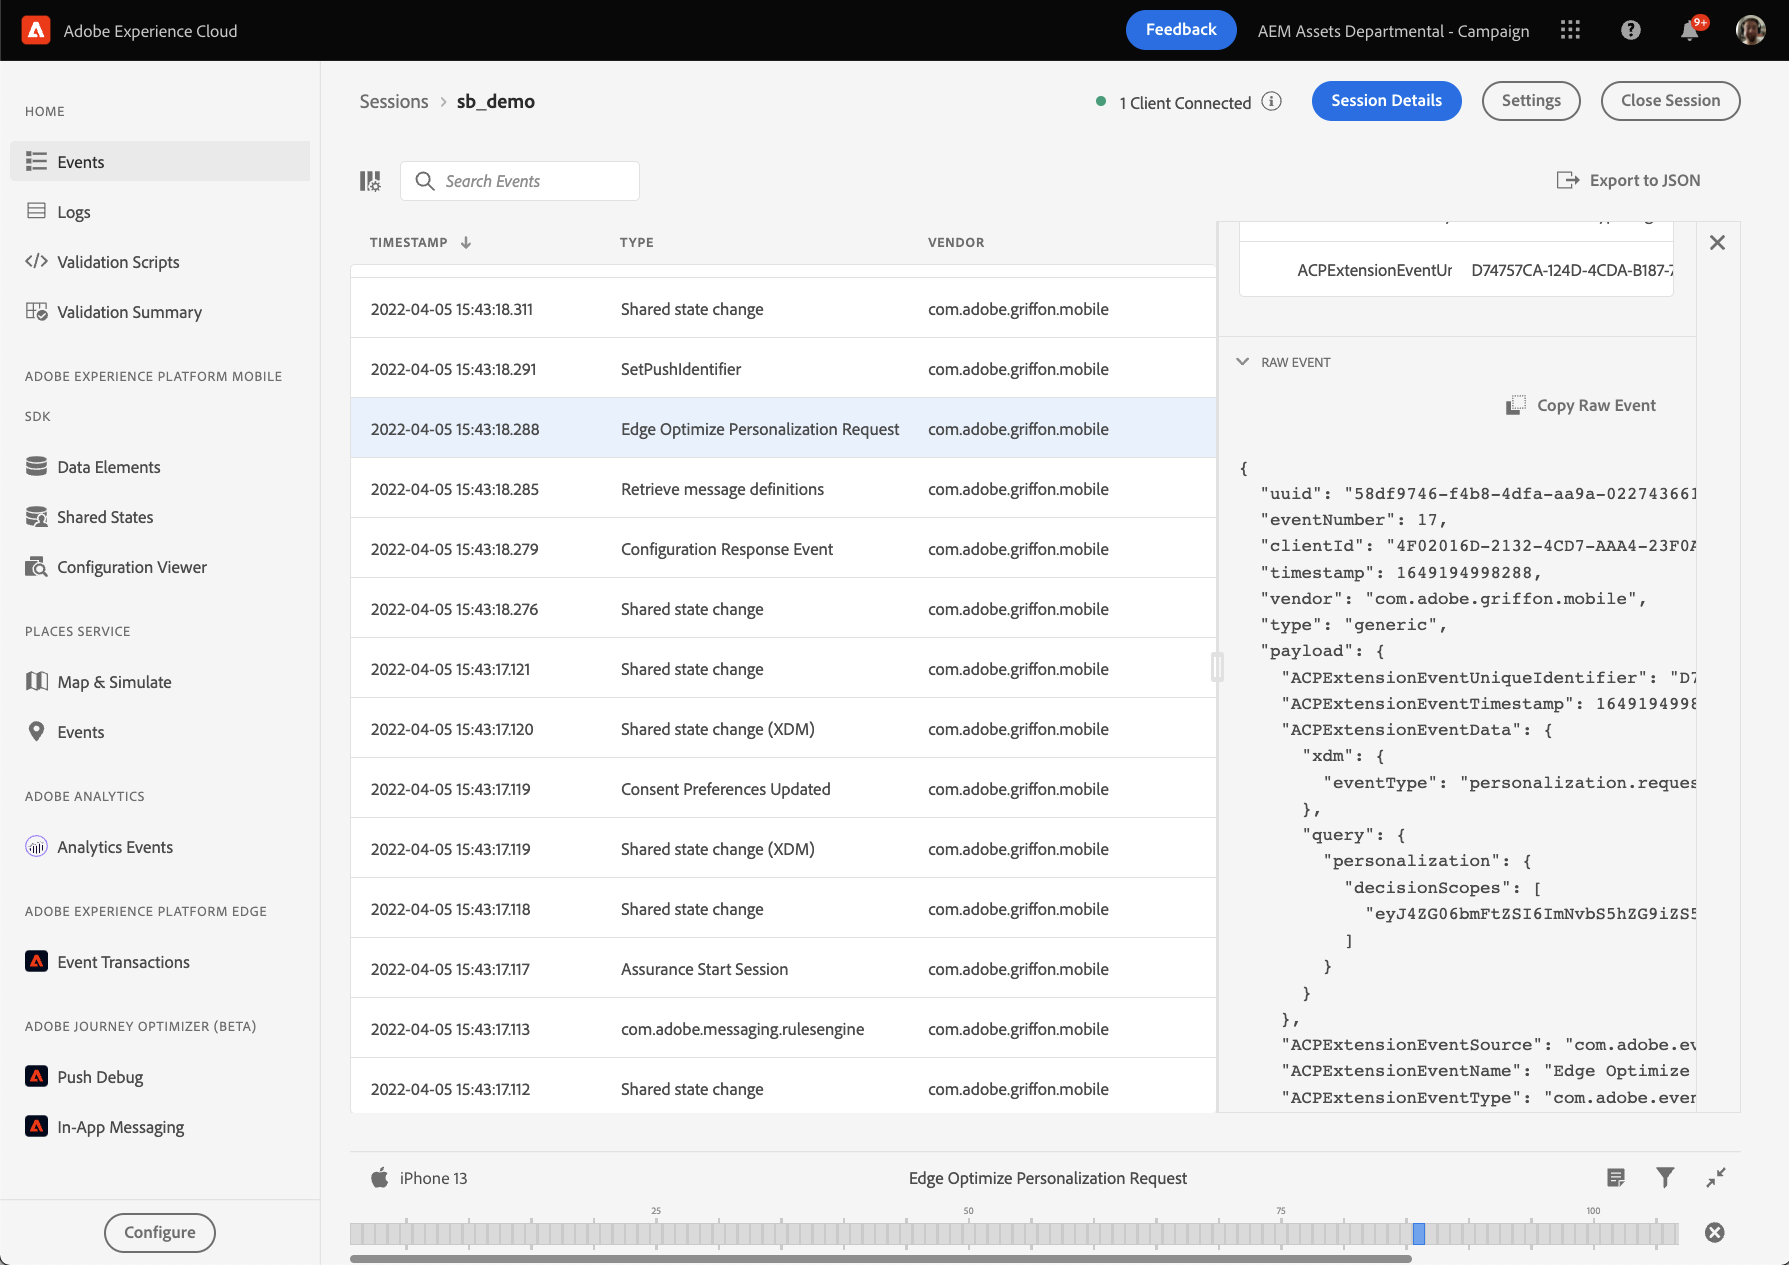 Adobe Experience Cloud
Feedback
AEM Assets Departmental - Campaign
9+
HOME
Events
Logs
Validation Scripts
Validation Summary
ADOBE EXPERIENCE PLATFORM MOBILE
SDK
Data Elements
Shared States
Configuration Viewer
PLACES SERVICE
Map & Simulate
Events
ADOBE ANALYTICS
Analytics Events
ADOBE EXPERIENCE PLATFORM EDGE
Event Transactions
ADOBE JOURNEY OPTIMIZER (BETA)
Push Debug
In-App Messaging
Configure
Sessions > sb_demo
1 Client Connected
Session Details
Settings
Close Session
Search Events
Export to JSON
TIMESTAMP TYPE VENDOR
2022-04-05 15:43:18.311 Shared state change com.adobe.griffon.mobile
2022-04-05 15:43:18.291 SetPushIdentifier com.adobe.griffon.mobile
2022-04-05 15:43:18.288 Edge Optimize Personalization Request com.adobe.griffon.mobile
2022-04-05 15:43:18.285 Retrieve message definitions com.adobe.griffon.mobile
2022-04-05 15:43:18.279 Configuration Response Event com.adobe.griffon.mobile
2022-04-05 15:43:18.276 Shared state change com.adobe.griffon.mobile
2022-04-05 15:43:17.121 Shared state change com.adobe.griffon.mobile
2022-04-05 15:43:17.120 Shared state change (XDM) com.adobe.griffon.mobile
2022-04-05 15:43:17.119 Consent Preferences Updated com.adobe.griffon.mobile
2022-04-05 15:43:17.119 Shared state change (XDM) com.adobe.griffon.mobile
2022-04-05 15:43:17.118 Shared state change com.adobe.griffon.mobile
2022-04-05 15:43:17.117 Assurance Start Session com.adobe.griffon.mobile
2022-04-05 15:43:17.113 com.adobe.messaging.rulesengine com.adobe.griffon.mobile
2022-04-05 15:43:17.112 Shared state change com.adobe.griffon.mobile
ACPExtensionEventUr D74757CA-124D-4CDA-B187-7
RAW EVENT
Copy Raw Event
{
"uuid": "58df9746-f4b8-4dfa-aa9a-022743661
"eventNumber": 17,
"clientId": "4F02016D-2132-4CD7-AAA4-23F0A
"timestamp": 1649194998288,
"vendor": "com.adobe.griffon.mobile",
"type": "generic",
"payload": {
"ACPExtensionEventUniqueIdentifier": "D7
"ACPExtensionEventTimestamp": 1649194998
"ACPExtensionEventData": {
"xdm": {
"eventType": "personalization.reques
},
"query": {
"personalization": {
"decisionScopes": [
"eyJ4ZG06bmFtZSI6ImNvbS5hZG9iZS5
]
}
}
},
"ACPExtensionEventSource": "com.adobe.ev
"ACPExtensionEventName": "Edge Optimize
"ACPExtensionEventType": "com.adobe.even
iPhone 13
Edge Optimize Personalization Request
25 50 75 100